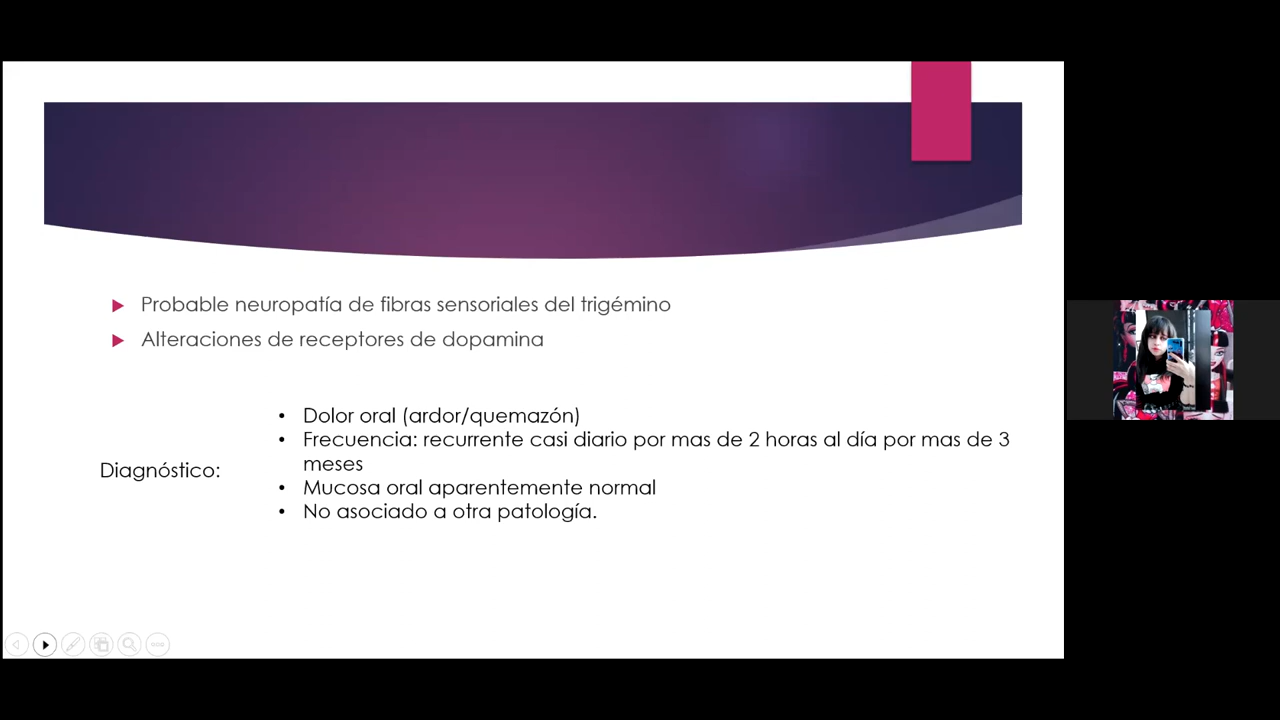 Probable neuropatía de fibras sensoriales del trigémino
Alteraciones de receptores de dopamina
Diagnóstico:
Dolor oral (ardor/quemazón)
Frecuencia: recurrente casi diario por mas de 2 horas al día por mas de 3
meses
Mucosa oral aparentemente normal
No asociado a otra patología.